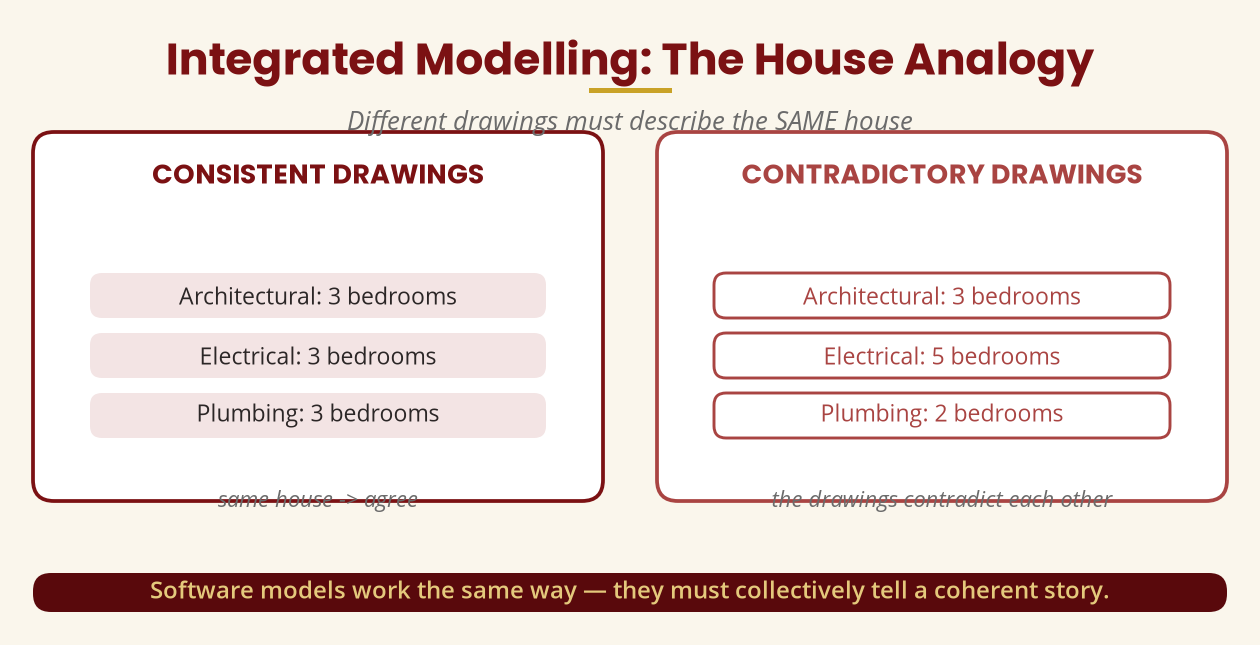 Integrated Modelling: The House Analogy
Different drawings must describe the SAME house
CONSISTENT DRAWINGS
Architectural: 3 bedrooms
Electrical: 3 bedrooms
Plumbing: 3 bedrooms
same house -> agree
CONTRADICTORY DRAWINGS
Architectural: 3 bedrooms
Electrical: 5 bedrooms
Plumbing: 2 bedrooms
the drawings contradict each other
Software models work the same way — they must collectively tell a coherent story.